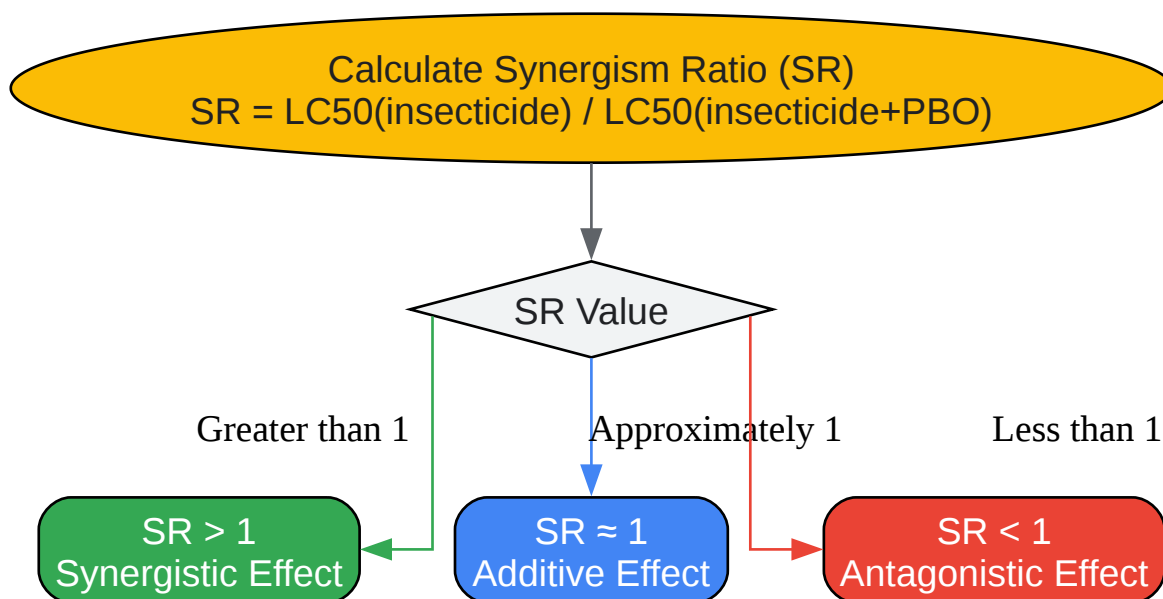 Calculate Synergism Ratio (SR)
SR = LC50(insecticide) / LC50(insecticide+PBO)
SR Value
Greater than 1
Approximately 1
Less than 1
SR > 1
Synergistic Effect
SR ≈ 1
Additive Effect
SR < 1
Antagonistic Effect